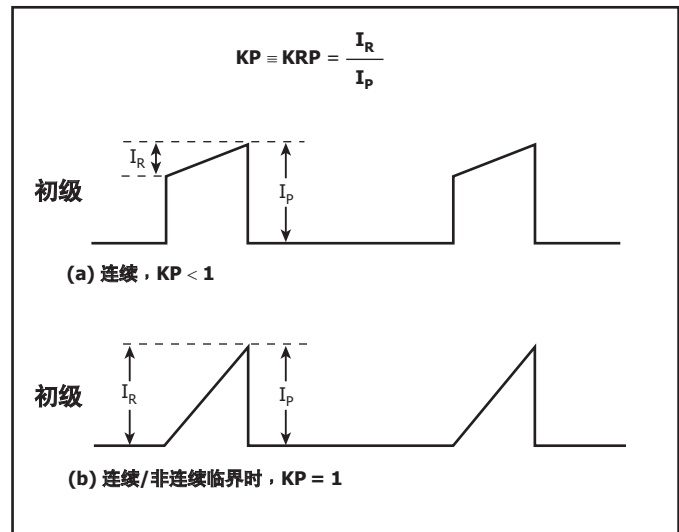 KP ≡ KRP = I_R / I_P
I_R
I_P
初级
(a) 连续，KP < 1
I_R
I_P
初级
(b) 连续/非连续临界时，KP = 1